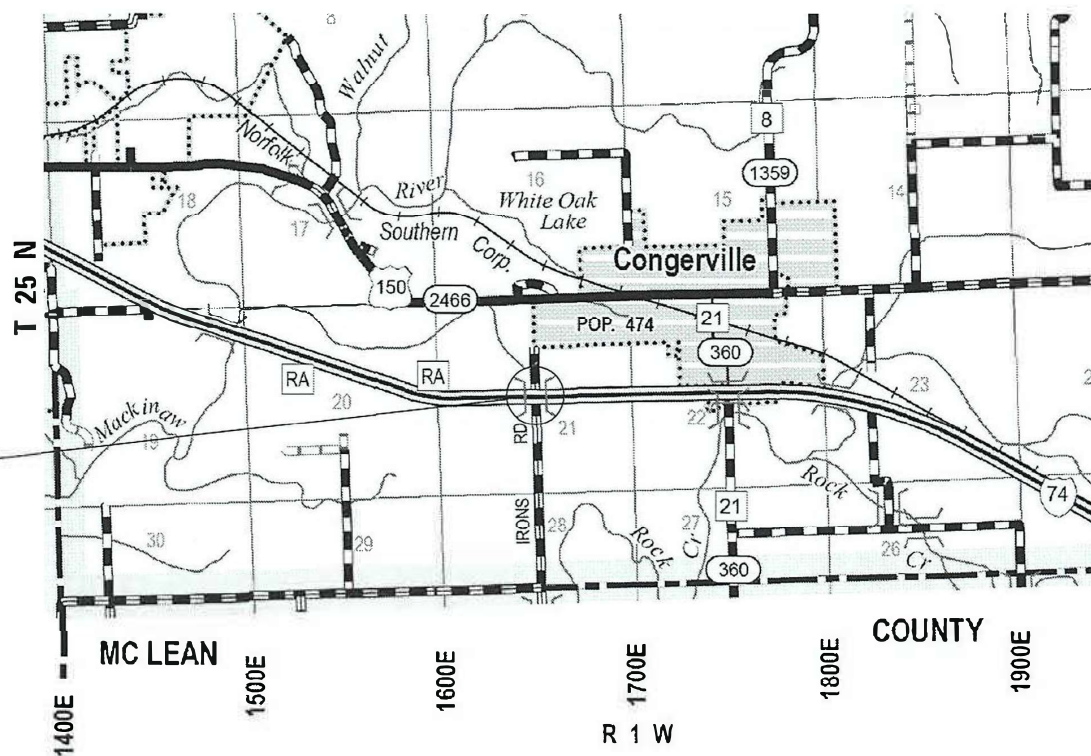 8
Walnut
8
Norfolk
16
1359
15
14
18
River
White Oak
Lake
17
Southern
Corp.
Congerville
T 25 N
150
2466
21
POP. 474
360
RA
RA
23
20
22
21
Mackinaw
19
RD
Rock
74
21
IRONS
30
29
28
Rock
27
Cr
26
Cr
360
MC LEAN
COUNTY
1400E
1500E
1600E
1700E
1800E
1900E
R 1 W